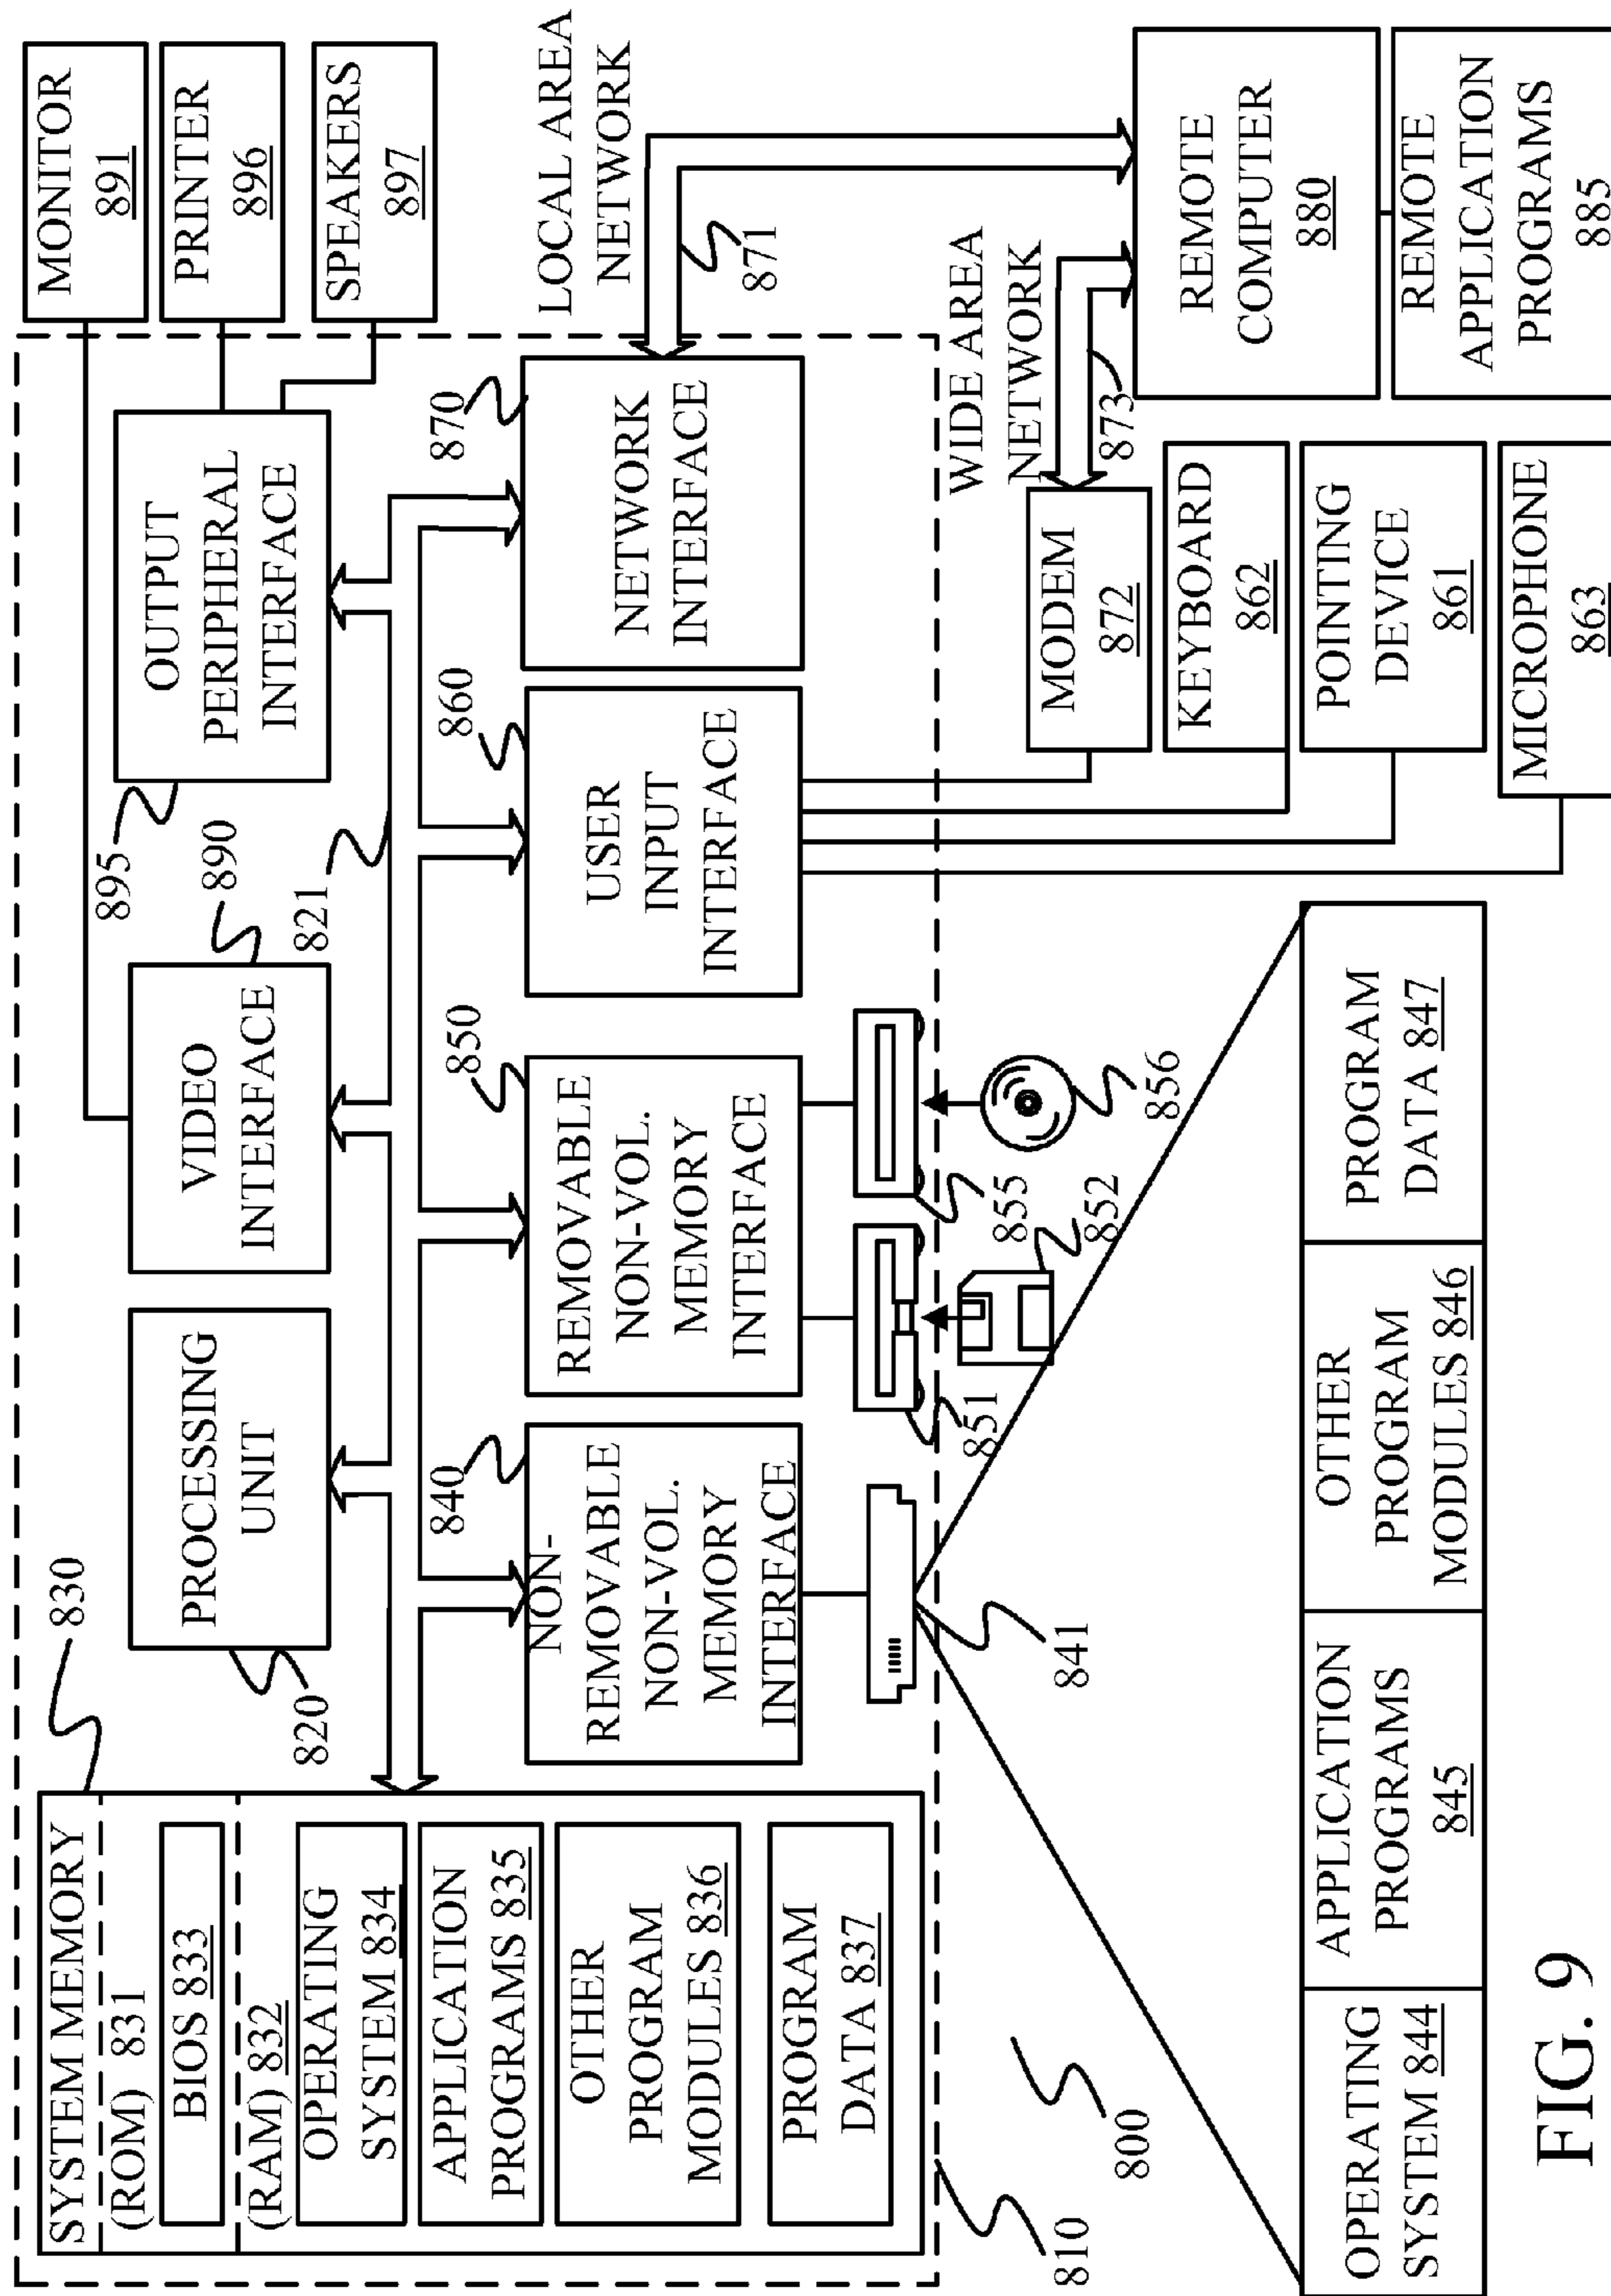 SYSTEM MEMORY
(ROM) 831
BIOS 833
(RAM) 832
OPERATING
SYSTEM 834
APPLICATION
PROGRAMS 835
OTHER
PROGRAM
MODULES 836
PROGRAM
DATA 837
830
820
PROCESSING
UNIT
VIDEO
INTERFACE
890
821
895
OUTPUT
PERIPHERAL
INTERFACE
MONITOR
891
PRINTER
896
SPEAKERS
897
840
NON-
REMOVABLE
NON-VOL.
MEMORY
INTERFACE
850
REMOVABLE
NON-VOL.
MEMORY
INTERFACE
860
USER
INPUT
INTERFACE
870
NETWORK
INTERFACE
LOCAL AREA
NETWORK
871
841
851
852
855
856
WIDE AREA
NETWORK
873
MODEM
872
KEYBOARD
862
POINTING
DEVICE
861
MICROPHONE
863
REMOTE
COMPUTER
880
REMOTE
APPLICATION
PROGRAMS
885
810
800
OPERATING
SYSTEM 844
APPLICATION
PROGRAMS
845
OTHER
PROGRAM
MODULES 846
PROGRAM
DATA 847
FIG. 9